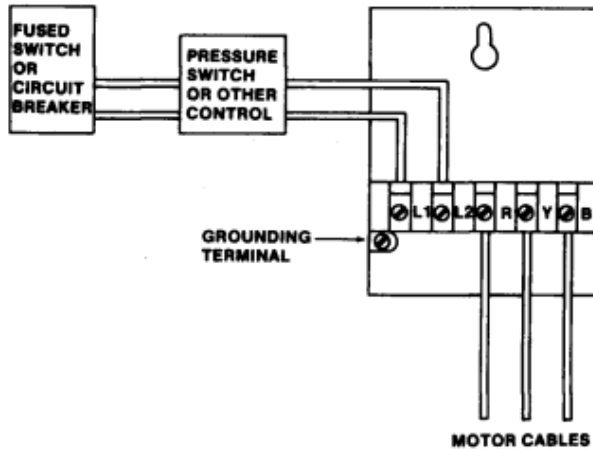 FUSED
SWITCH
OR
CIRCUIT
BREAKER
PRESSURE
SWITCH
OR OTHER
CONTROL
L1 L2 R Y B
GROUNDING
TERMINAL
MOTOR CABLES